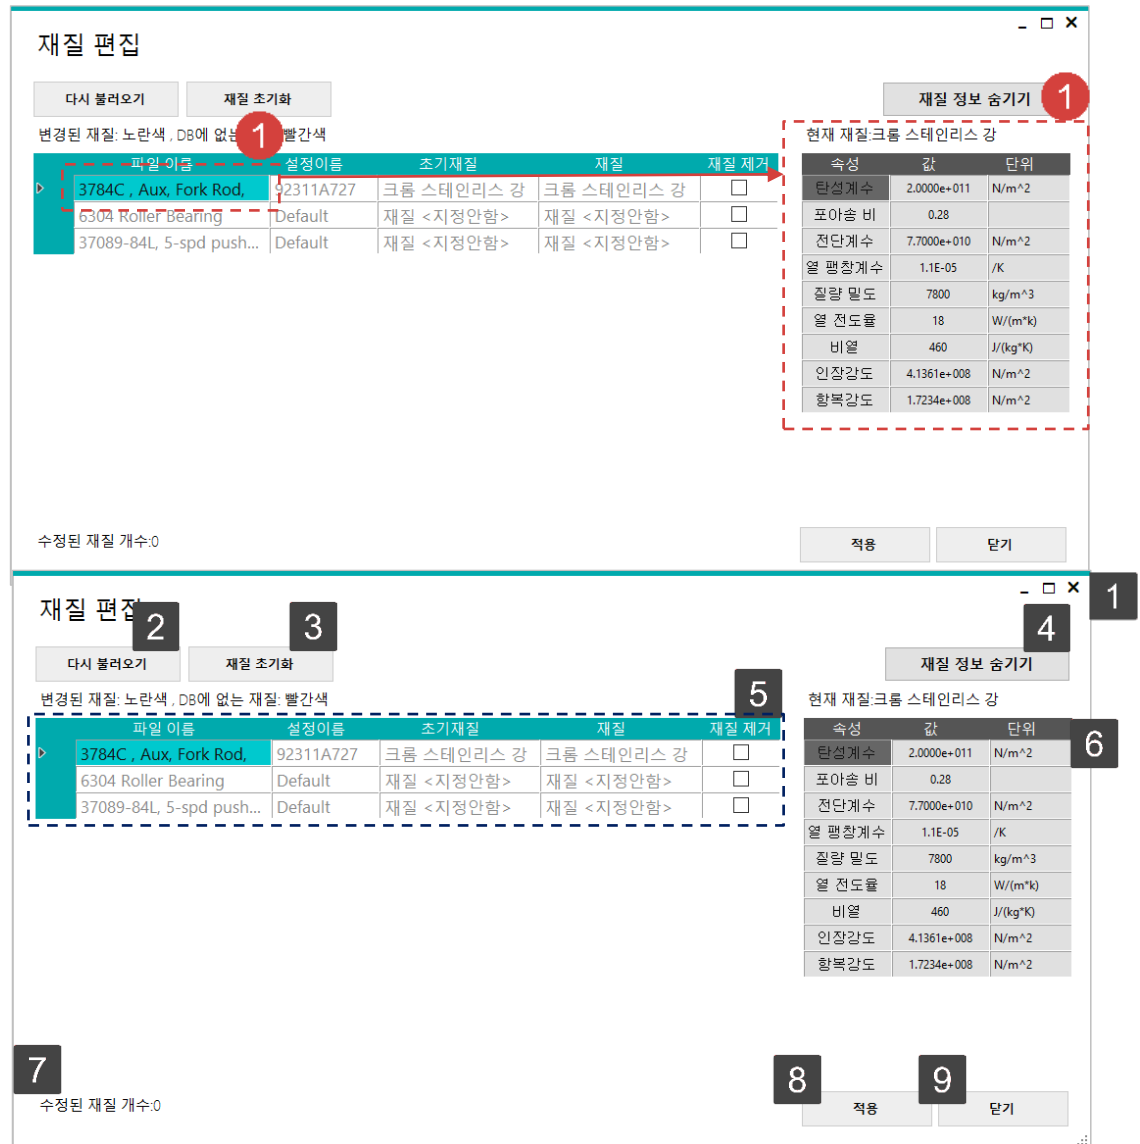 재질 편집
다시 불러오기 재질 초기화 재질 정보 숨기기 1
변경된 재질: 노란색 , DB에 없는 1 빨간색 현재 재질:크롬 스테인리스 강
파일 이름 설정이름 초기재질 재질 재질 제거 속성 값 단위
3784C , Aux, Fork Rod, 92311A727 크롬 스테인리스 강 크롬 스테인리스 강 탄성계수 2.0000e+011 N/m^2
6304 Roller Bearing Default 재질 <지정안함> 재질 <지정안함> 포아송 비 0.28
37089-84L, 5-spd push... Default 재질 <지정안함> 재질 <지정안함> 전단계수 7.7000e+010 N/m^2
열 팽창계수 1.1E-05 /K
질량 밀도 7800 kg/m^3
열 전도율 18 W/(m*k)
비열 460 J/(kg*K)
인장강도 4.1361e+008 N/m^2
항복강도 1.7234e+008 N/m^2
수정된 재질 개수:0 적용 닫기
1
재질 편집 2 3 4
다시 불러오기 재질 초기화 재질 정보 숨기기
변경된 재질: 노란색 , DB에 없는 재질: 빨간색 5 현재 재질:크롬 스테인리스 강
파일 이름 설정이름 초기재질 재질 재질 제거 속성 값 단위
3784C , Aux, Fork Rod, 92311A727 크롬 스테인리스 강 크롬 스테인리스 강 탄성계수 2.0000e+011 N/m^2 6
6304 Roller Bearing Default 재질 <지정안함> 재질 <지정안함> 포아송 비 0.28
37089-84L, 5-spd push... Default 재질 <지정안함> 재질 <지정안함> 전단계수 7.7000e+010 N/m^2
열 팽창계수 1.1E-05 /K
질량 밀도 7800 kg/m^3
열 전도율 18 W/(m*k)
비열 460 J/(kg*K)
인장강도 4.1361e+008 N/m^2
항복강도 1.7234e+008 N/m^2
7 8 9
수정된 재질 개수:0 적용 닫기